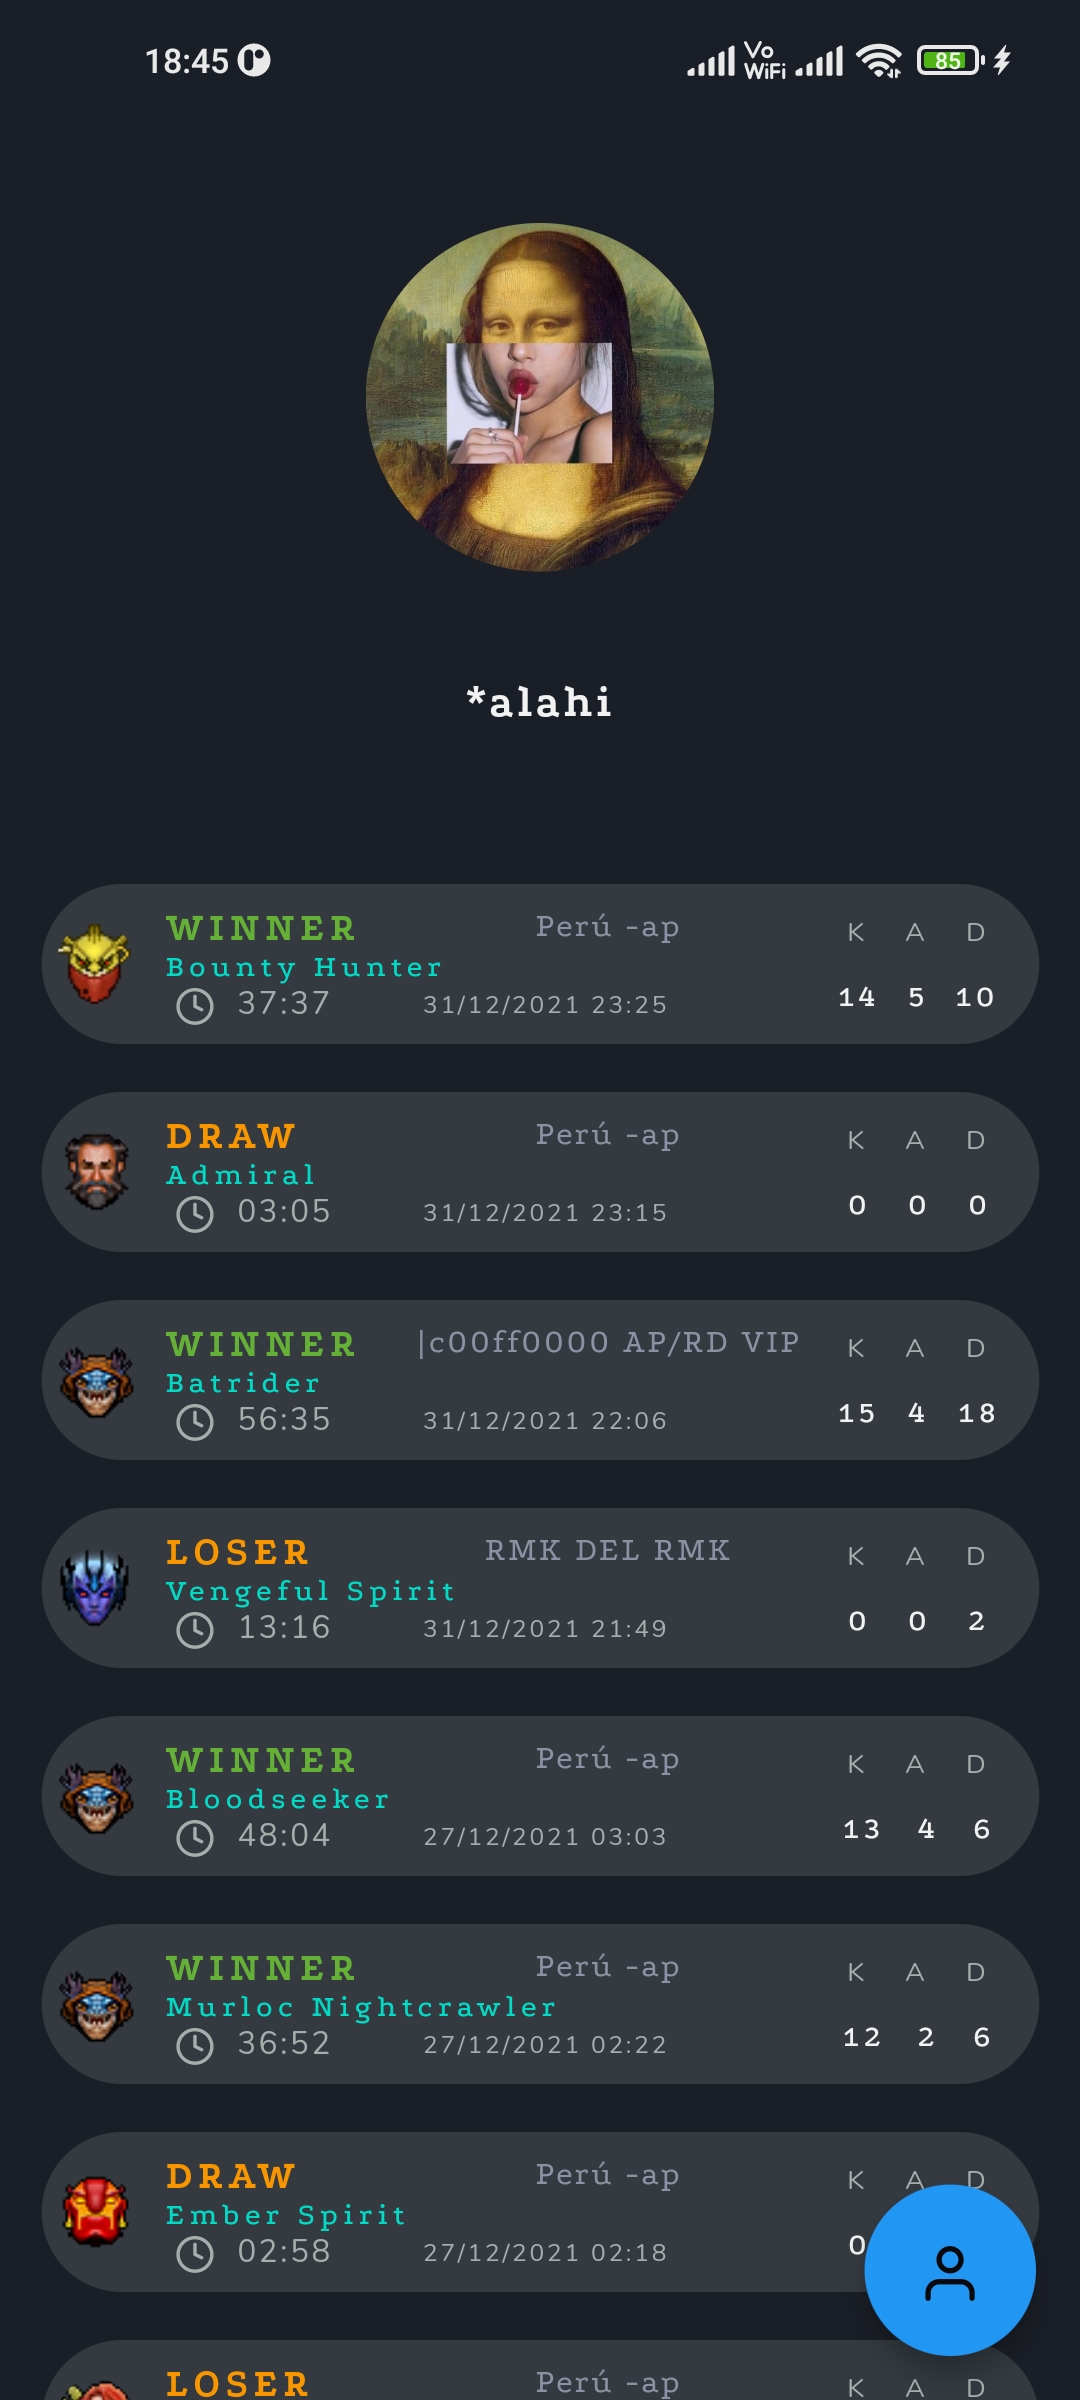 18:45 Vo WiFi 85
*alahi
WINNER Perú -ap K A D
Bounty Hunter
37:37 31/12/2021 23:25 14 5 10
DRAW Perú -ap K A D
Admiral
03:05 31/12/2021 23:15 0 0 0
WINNER |c00ff0000 AP/RD VIP K A D
Batrider
56:35 31/12/2021 22:06 15 4 18
LOSER RMK DEL RMK K A D
Vengeful Spirit
13:16 31/12/2021 21:49 0 0 2
WINNER Perú -ap K A D
Bloodseeker
48:04 27/12/2021 03:03 13 4 6
WINNER Perú -ap K A D
Murloc Nightcrawler
36:52 27/12/2021 02:22 12 2 6
DRAW Perú -ap K A D
Ember Spirit
02:58 27/12/2021 02:18 0
LOSER Perú -ap K A D